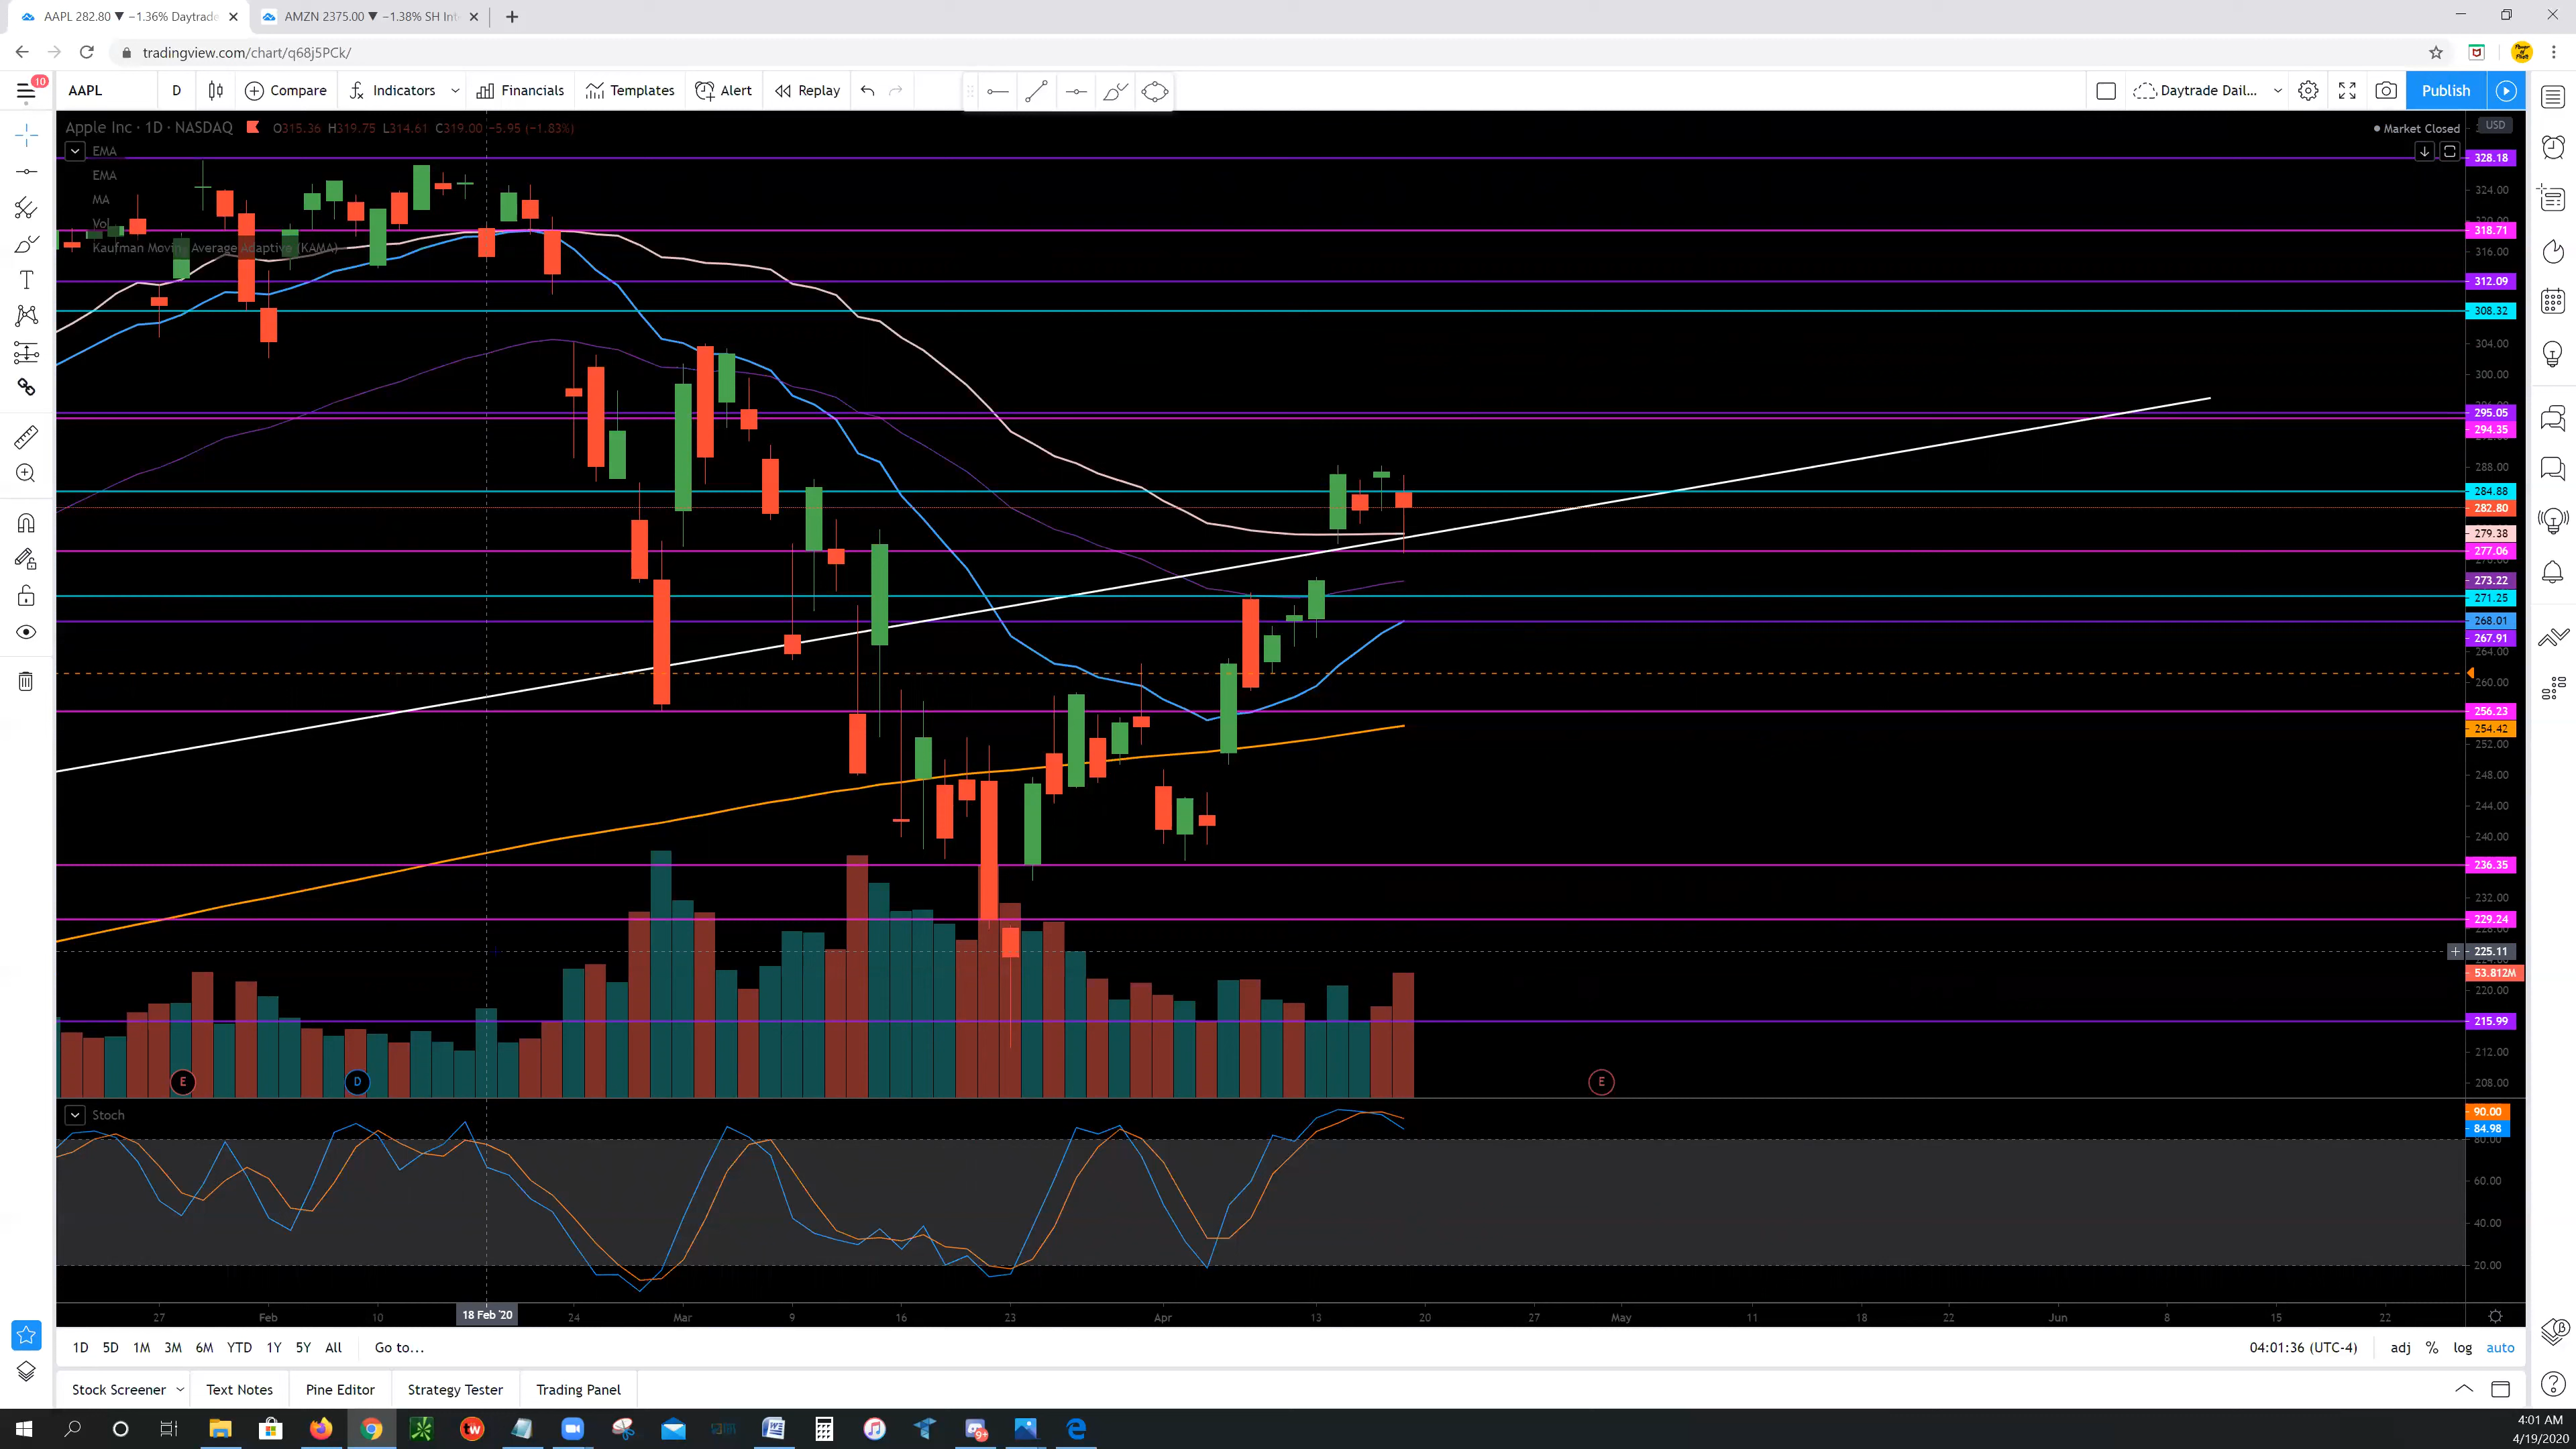 AAPL 282.80 ▼ −1.36% Daytrade
AMZN 2375.00 ▼ −1.38% SH Int
tradingview.com/chart/q68j5PCk/
10
AAPL D Compare Indicators Financials Templates Alert Replay Daytrade Dail... Publish
Apple Inc · 1D · NASDAQ O315.36 H319.75 L314.61 C319.00 −5.95 (−1.83%)
Market Closed USD
EMA
EMA
MA
Vol
Kaufman Moving Average Adaptive (KAMA)
328.18
324.00
318.71
316.00
312.09
308.32
304.00
300.00
295.05
294.35
288.00
284.88
282.80
279.38
277.06
273.22
271.25
268.01
267.91
264.00
260.00
256.23
254.42
252.00
248.00
244.00
240.00
236.35
232.00
229.24
225.11
53.812M
220.00
215.99
212.00
208.00
E D E
Stoch
90.00
84.98
80.00
60.00
40.00
20.00
27 Feb 10 18 Feb '20 24 Mar 9 16 23 Apr 13 20 27 May 11 18 22 Jun 8 15 22
1D 5D 1M 3M 6M YTD 1Y 5Y All Go to... 04:01:36 (UTC-4) adj % log auto
Stock Screener Text Notes Pine Editor Strategy Tester Trading Panel
4:01 AM
4/19/2020